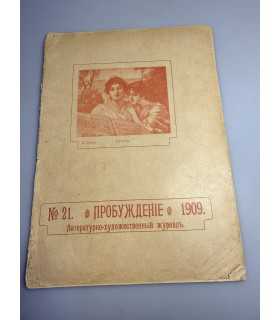 № 21. ПРОБУЖДЕНІЕ 1909.
Литературно-художественный журналъ.